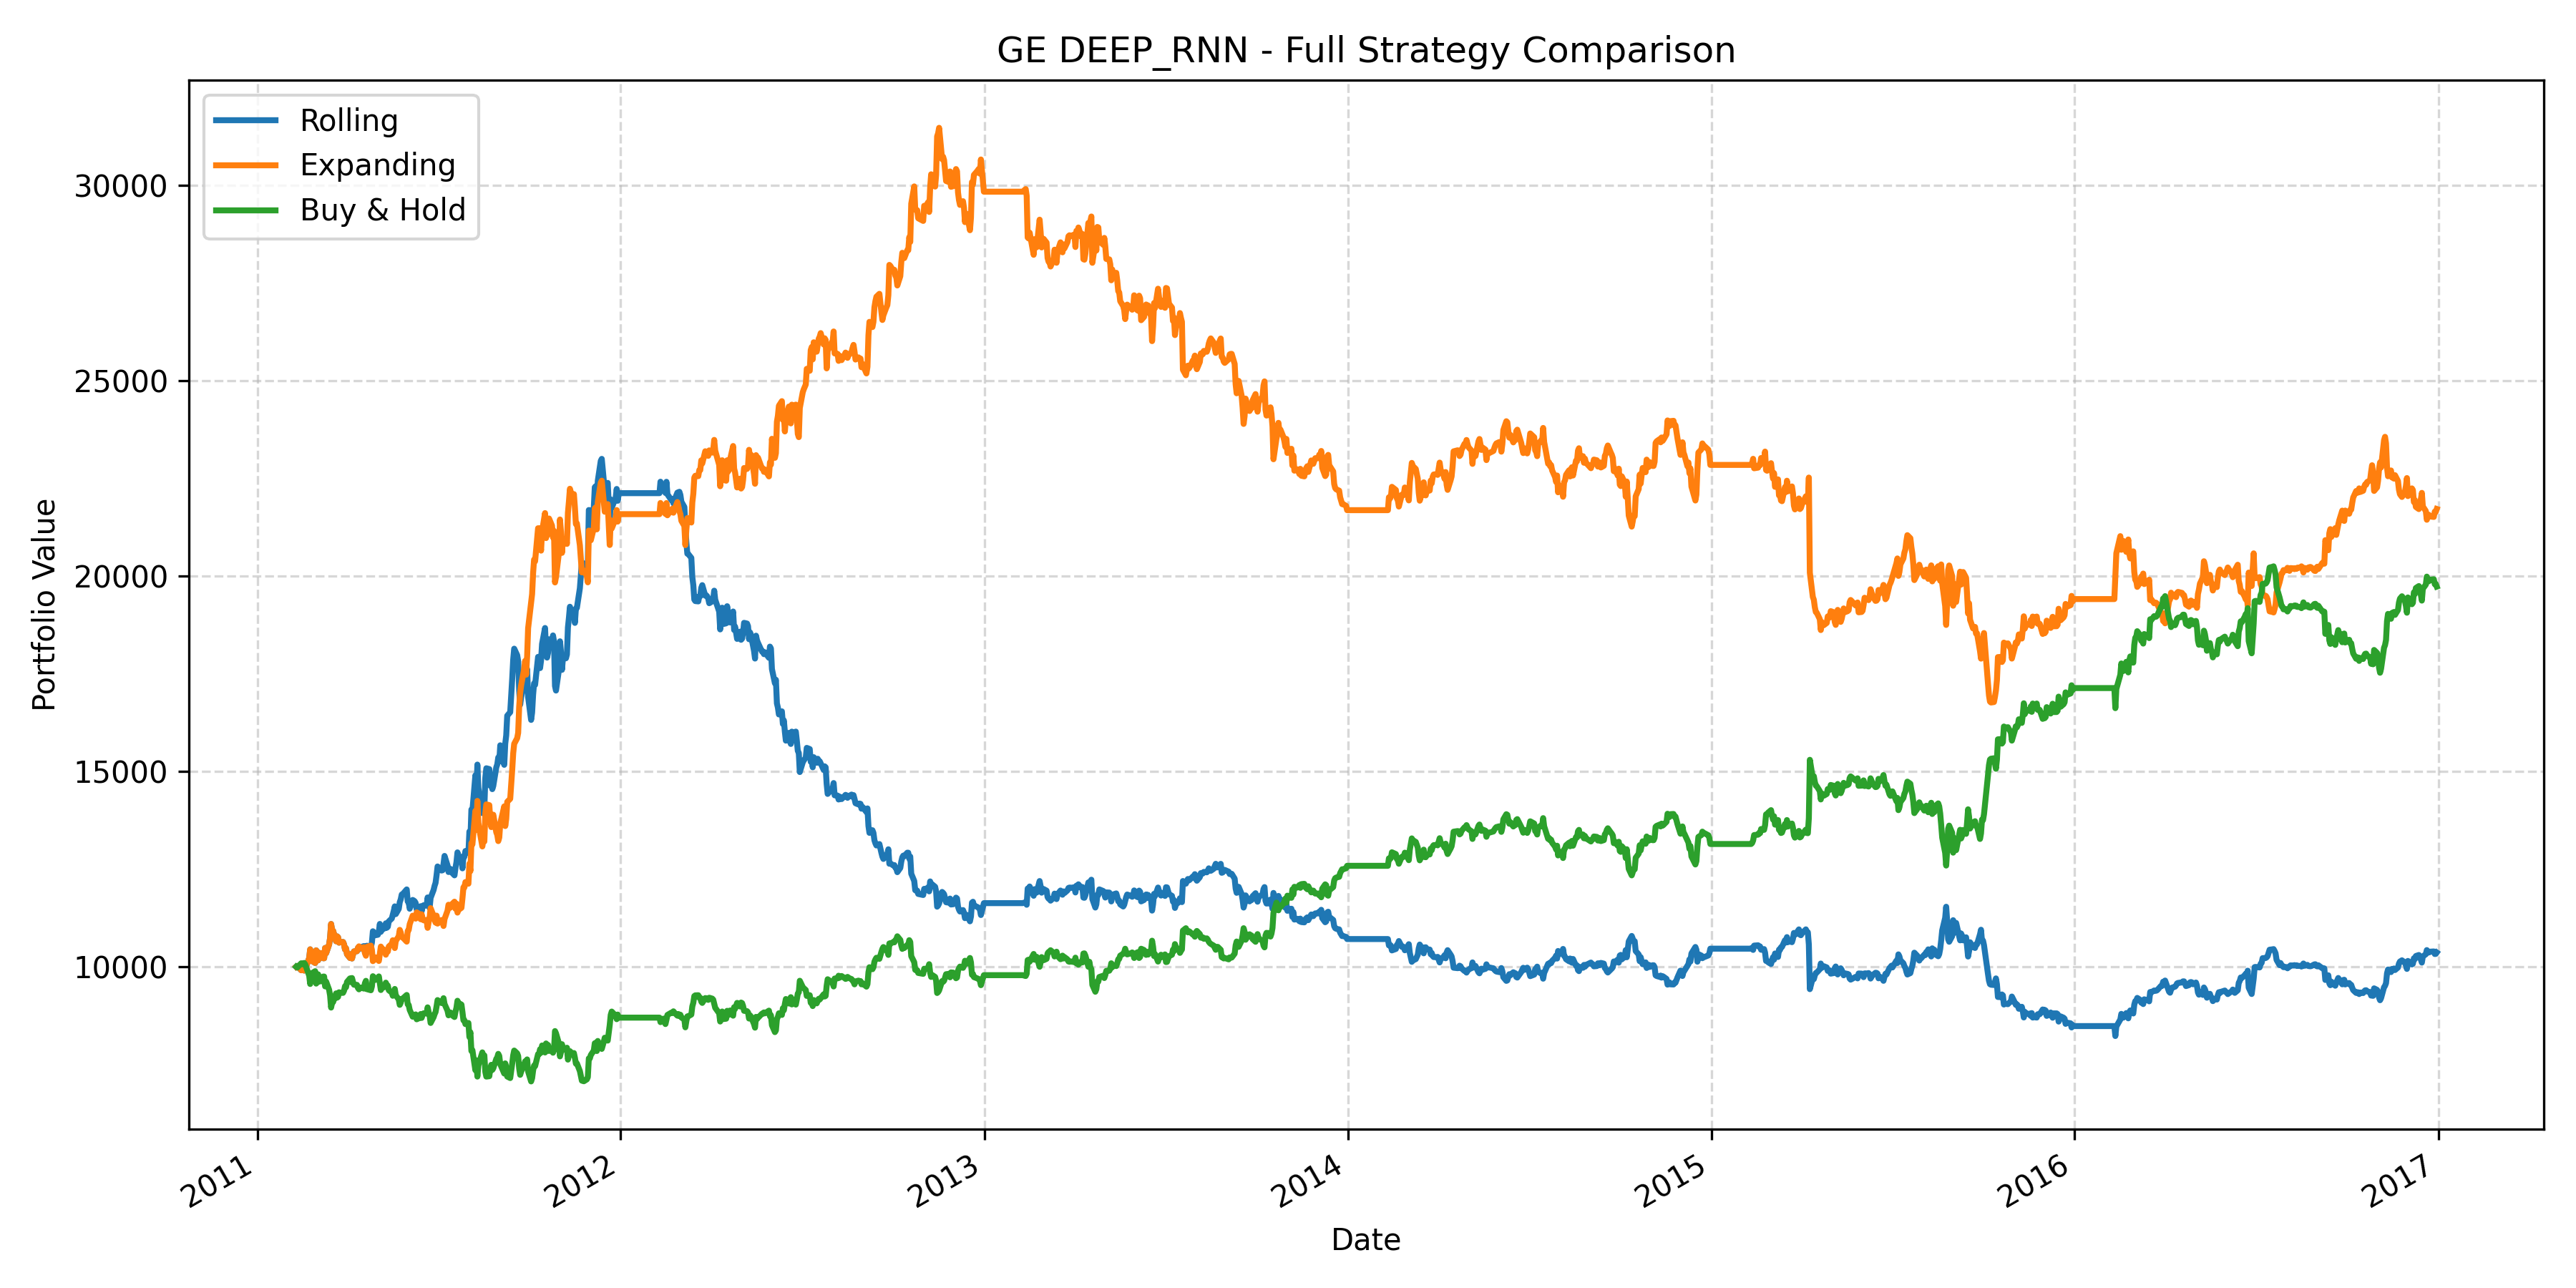 GE DEEP_RNN - Full Strategy Comparison
Rolling
Expanding
Buy & Hold
30000
25000
20000
15000
10000
Portfolio Value
2011
2012
2013
2014
2015
2016
2017
Date